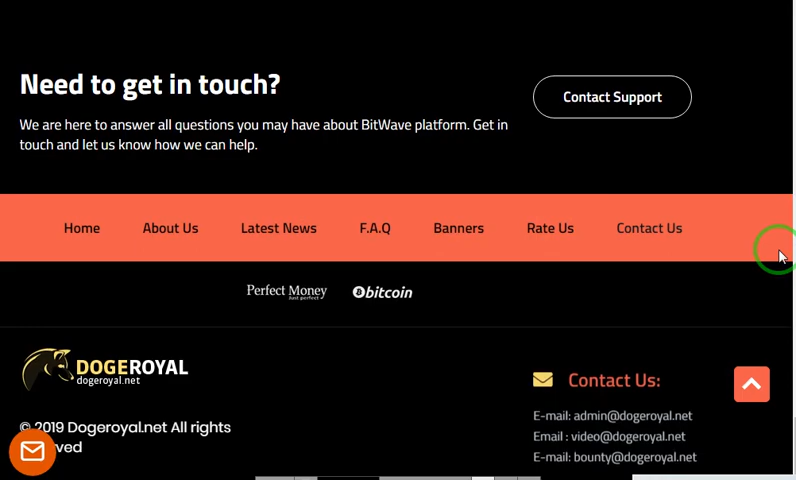 Need to get in touch?
Contact Support
We are here to answer all questions you may have about BitWave platform. Get in
touch and let us know how we can help.
Home About Us Latest News F.A.Q Banners Rate Us Contact Us
Perfect Money
Just perfect
bitcoin
DOGEROYAL
dogeroyal.net
© 2019 Dogeroyal.net All rights
ved
Contact Us:
E-mail: admin@dogeroyal.net
Email : video@dogeroyal.net
E-mail: bounty@dogeroyal.net